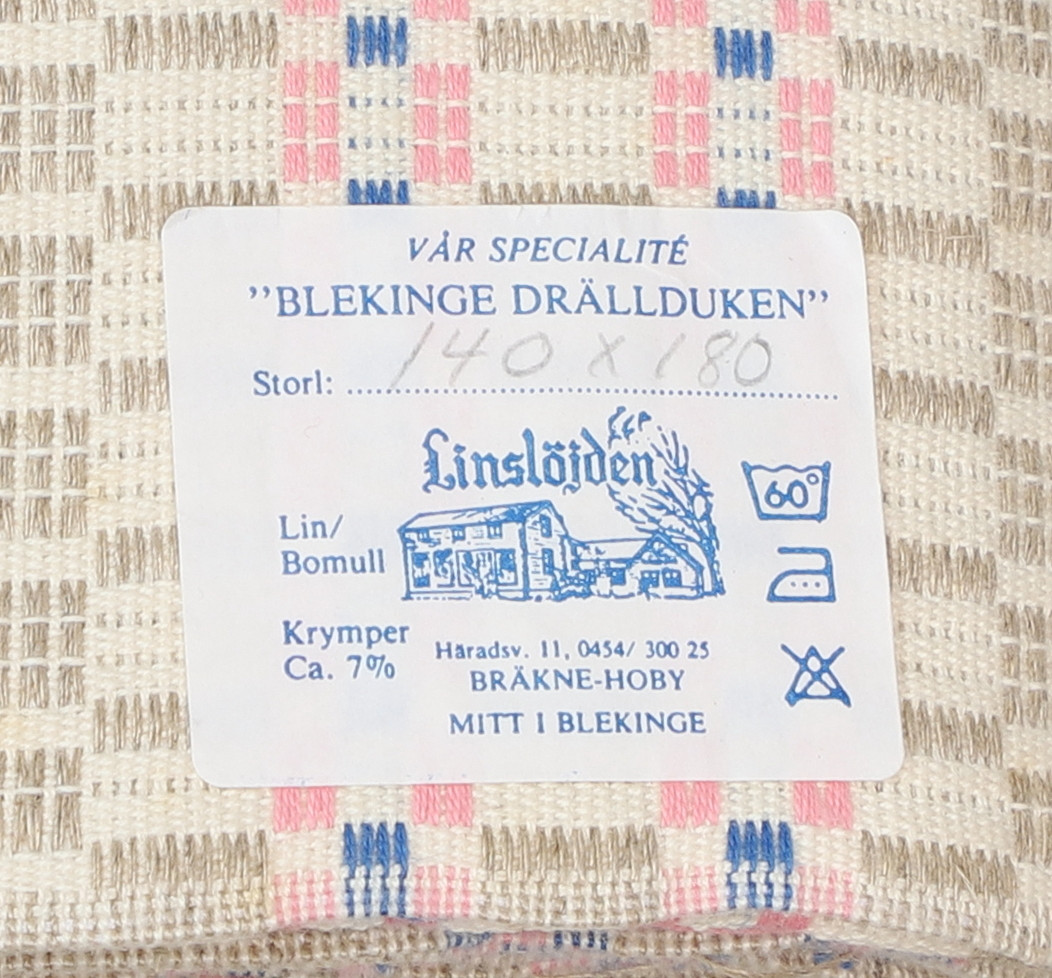 VÅR SPECIALITÉ
”BLEKINGE DRÄLLDUKEN”
140 X 180
Storl: ........................................
Linslöjden
60°
Lin/
Bomull
Krymper
Ca. 7%
Häradsv. 11, 0454/ 300 25
BRÄKNE-HOBY
MITT I BLEKINGE